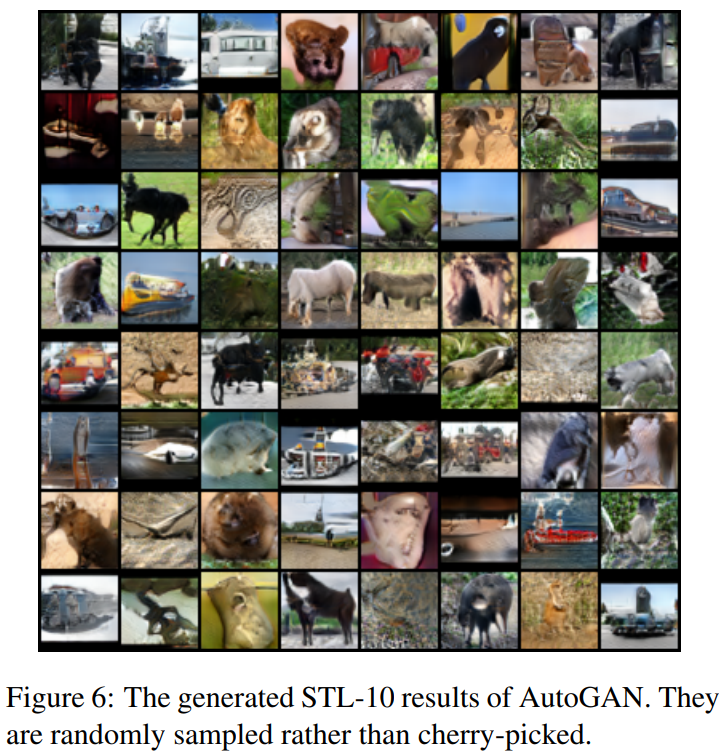 Figure 6: The generated STL-10 results of AutoGAN. They
are randomly sampled rather than cherry-picked.